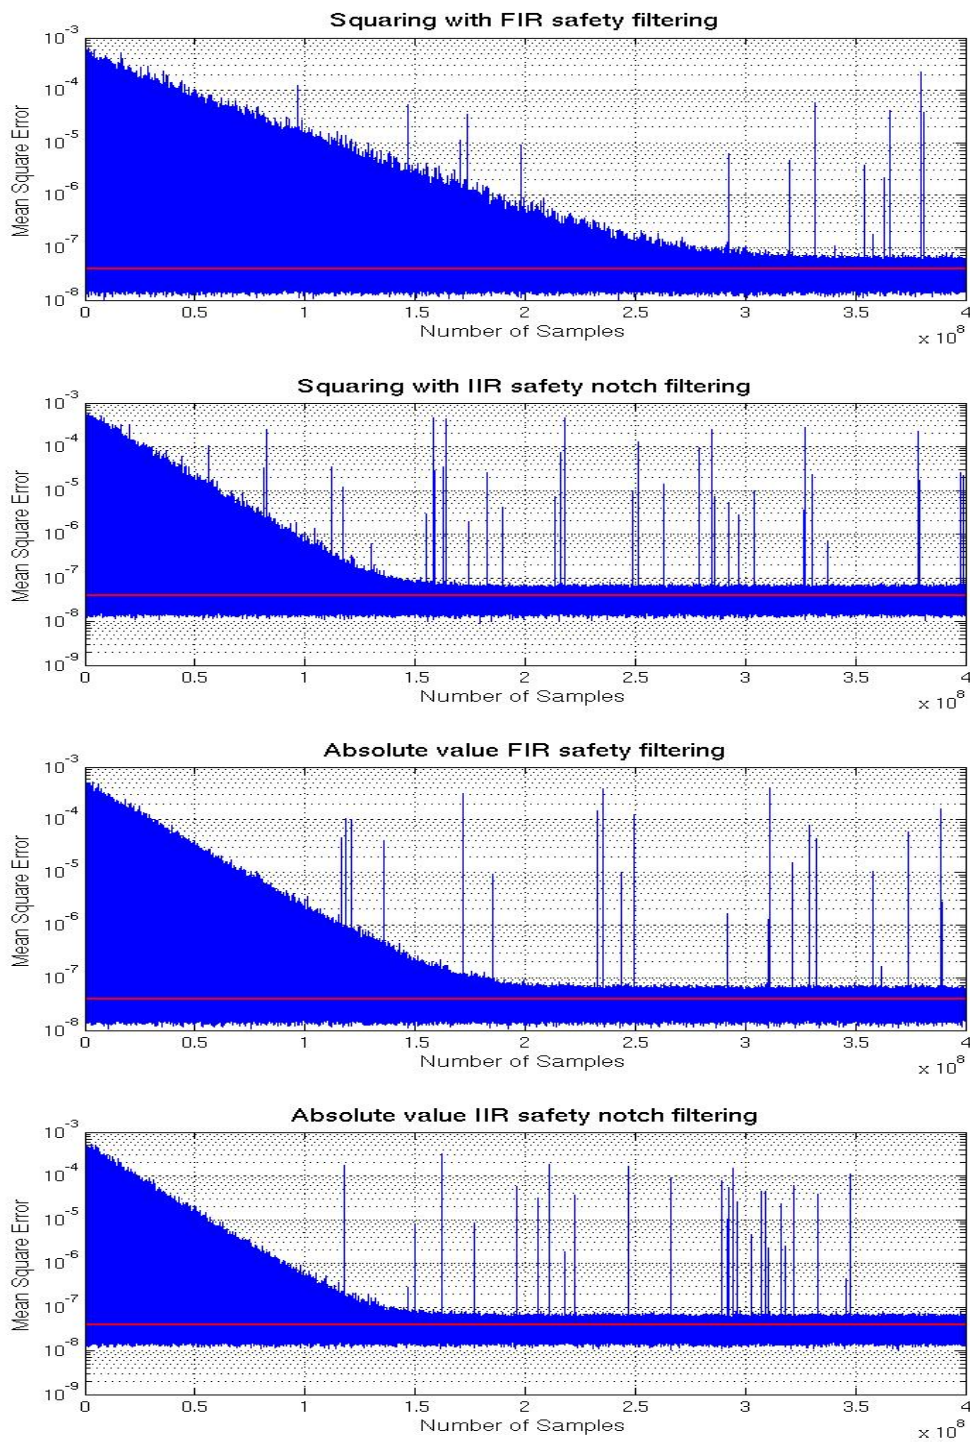 Squaring with FIR safety filtering
10^-3
10^-4
10^-5
10^-6
10^-7
10^-8
Mean Square Error
0 0.5 1 1.5 2 2.5 3 3.5 4
Number of Samples
x 10^8
Squaring with IIR safety notch filtering
10^-3
10^-4
10^-5
10^-6
10^-7
10^-8
10^-9
Mean Square Error
0 0.5 1 1.5 2 2.5 3 3.5 4
Number of Samples
x 10^8
Absolute value FIR safety filtering
10^-3
10^-4
10^-5
10^-6
10^-7
10^-8
Mean Square Error
0 0.5 1 1.5 2 2.5 3 3.5 4
Number of Samples
x 10^8
Absolute value IIR safety notch filtering
10^-3
10^-4
10^-5
10^-6
10^-7
10^-8
10^-9
Mean Square Error
0 0.5 1 1.5 2 2.5 3 3.5 4
Number of Samples
x 10^8